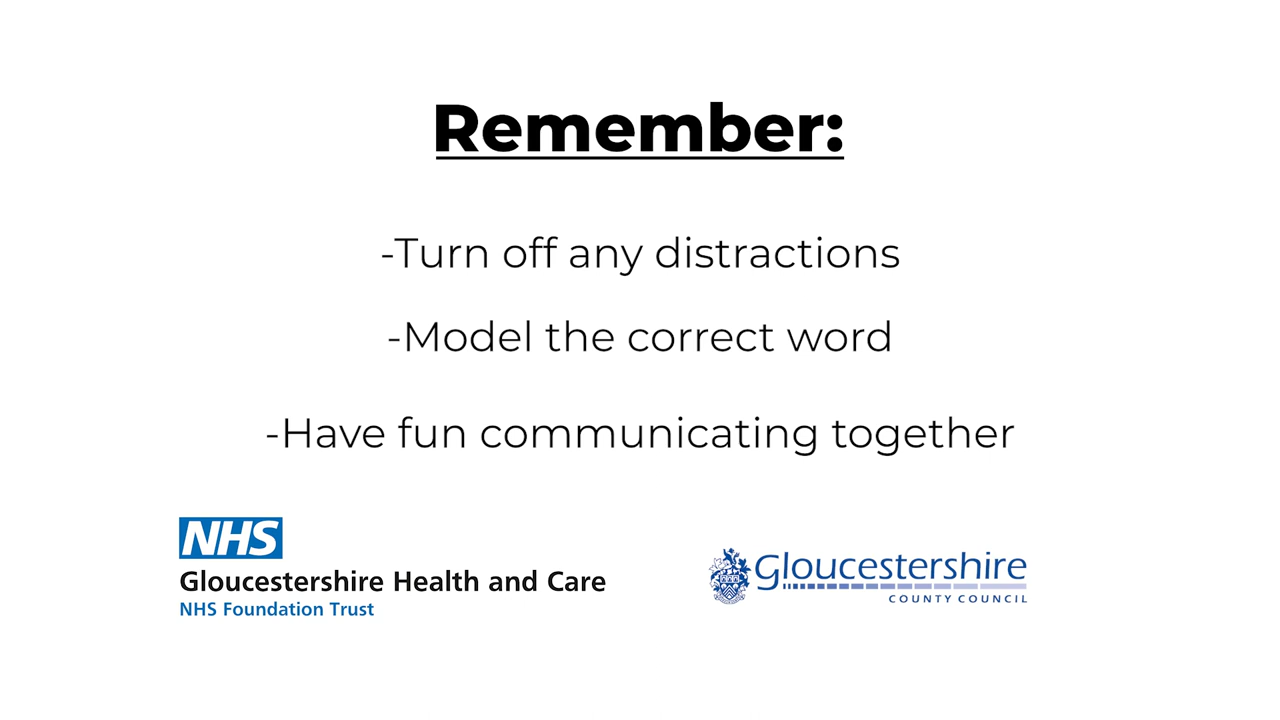 Remember:
-Turn off any distractions
-Model the correct word
-Have fun communicating together
NHS
Gloucestershire Health and Care
NHS Foundation Trust
Gloucestershire
COUNTY COUNCIL